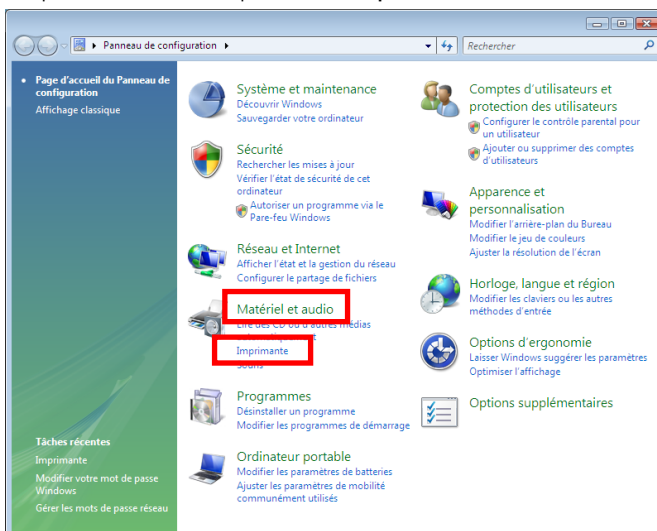 Panneau de configuration
Rechercher
Page d'accueil du Panneau de
configuration
Affichage classique
Système et maintenance
Découvrir Windows
Sauvegarder votre ordinateur
Sécurité
Rechercher les mises à jour
Vérifier l'état de sécurité de cet
ordinateur
Autoriser un programme via le
Pare-feu Windows
Réseau et Internet
Afficher l'état et la gestion du réseau
Configurer le partage de fichiers
Matériel et audio
Lire des CD ou d'autres médias
automatiquement
Imprimante
Souris
Programmes
Désinstaller un programme
Modifier les programmes de démarrage
Ordinateur portable
Modifier les paramètres de batteries
Ajuster les paramètres de mobilité
communément utilisés
Comptes d'utilisateurs et
protection des utilisateurs
Configurer le contrôle parental pour
un utilisateur
Ajouter ou supprimer des comptes
d'utilisateurs
Apparence et
personnalisation
Modifier l'arrière-plan du Bureau
Modifier le jeu de couleurs
Ajuster la résolution de l'écran
Horloge, langue et région
Modifier les claviers ou les autres
méthodes d'entrée
Options d'ergonomie
Laisser Windows suggérer les paramètres
Optimiser l'affichage
Options supplémentaires
Tâches récentes
Imprimante
Modifier votre mot de passe
Windows
Gérer les mots de passe réseau